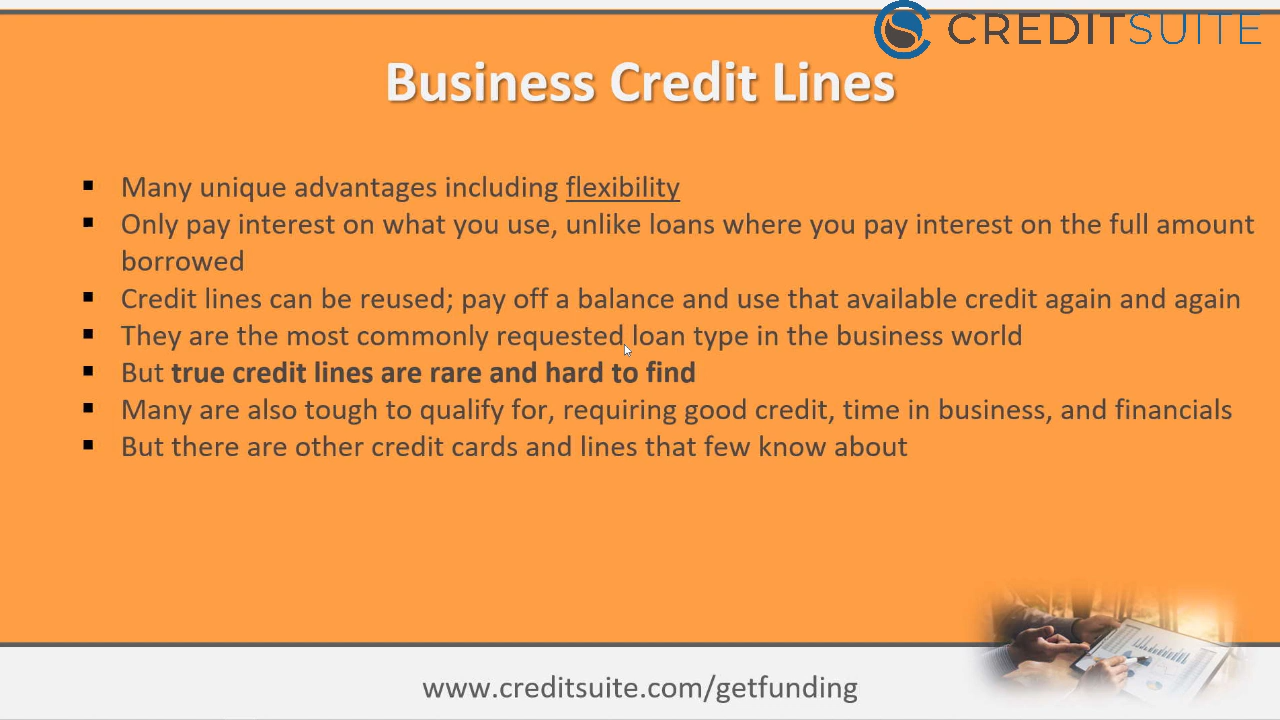 CREDITSUITE
Business Credit Lines
Many unique advantages including flexibility
Only pay interest on what you use, unlike loans where you pay interest on the full amount
borrowed
Credit lines can be reused; pay off a balance and use that available credit again and again
They are the most commonly requested loan type in the business world
But true credit lines are rare and hard to find
Many are also tough to qualify for, requiring good credit, time in business, and financials
But there are other credit cards and lines that few know about
www.creditsuite.com/getfunding